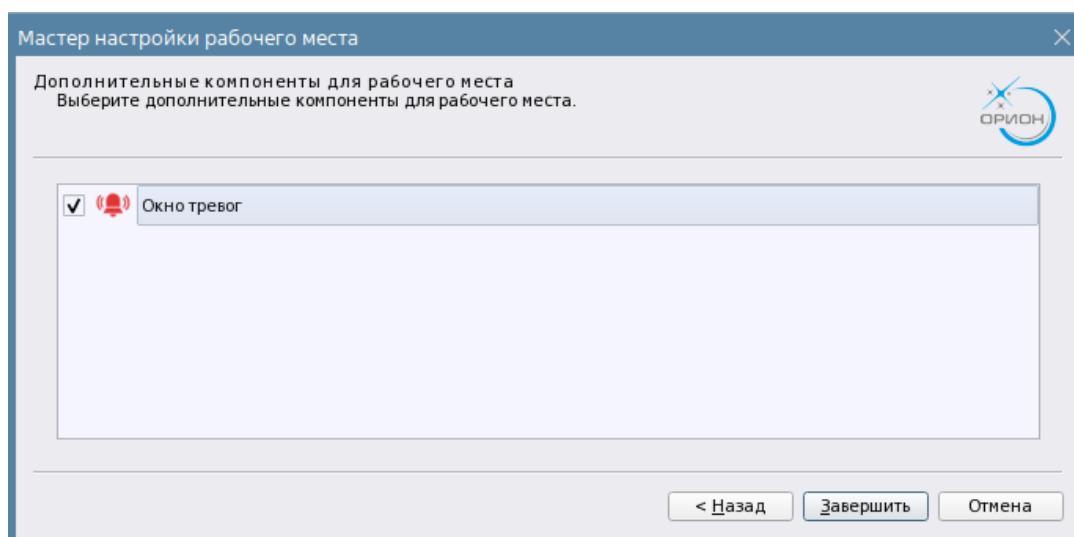 Мастер настройки рабочего места
Дополнительные компоненты для рабочего места
Выберите дополнительные компоненты для рабочего места.
ОРИОН
Окно тревог
< Назад
Завершить
Отмена